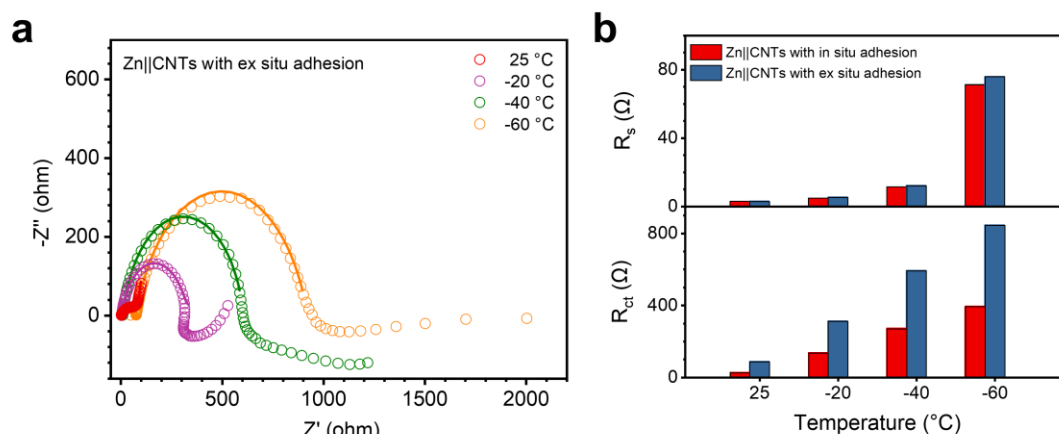 a
Zn||CNTs with ex situ adhesion
25 °C
-20 °C
-40 °C
-60 °C
600
400
200
0
-Z'' (ohm)
0 500 1000 1500 2000
Z' (ohm)
b
Zn||CNTs with in situ adhesion
Zn||CNTs with ex situ adhesion
80
40
0
Rs (Ω)
800
400
0
Rct (Ω)
25 -20 -40 -60
Temperature (°C)